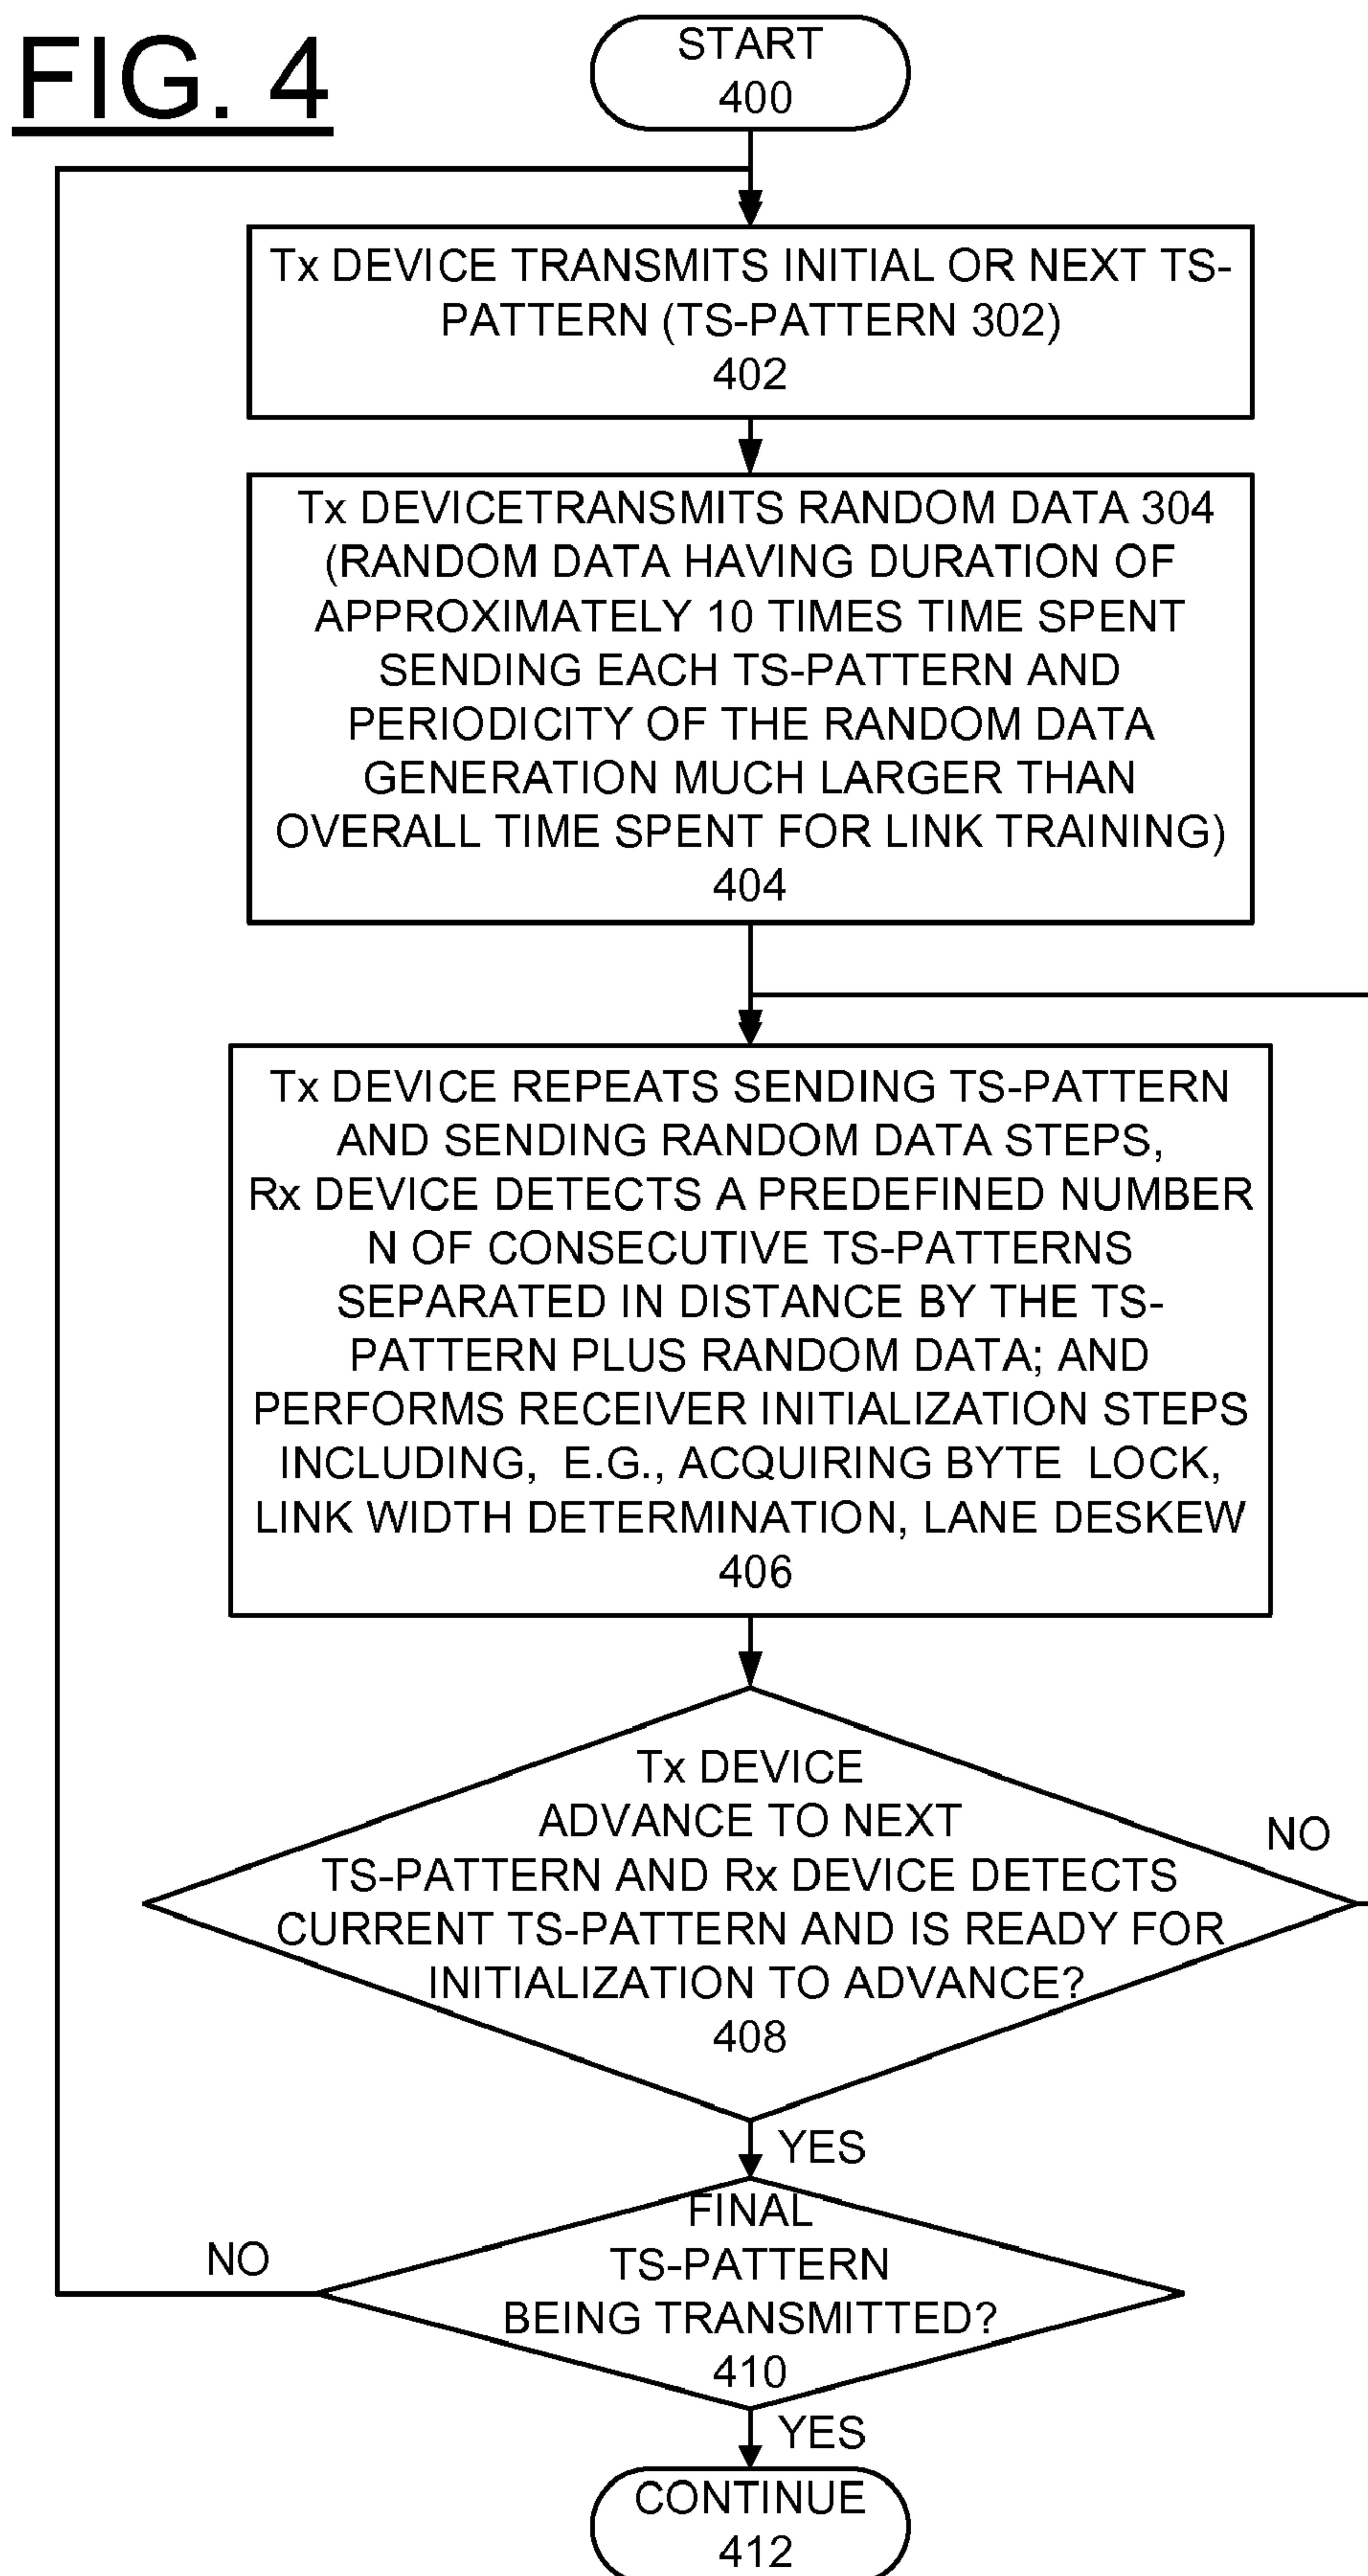 FIG. 4
START
400
Tx DEVICE TRANSMITS INITIAL OR NEXT TS-
PATTERN (TS-PATTERN 302)
402
Tx DEVICETRANSMITS RANDOM DATA 304
(RANDOM DATA HAVING DURATION OF
APPROXIMATELY 10 TIMES TIME SPENT
SENDING EACH TS-PATTERN AND
PERIODICITY OF THE RANDOM DATA
GENERATION MUCH LARGER THAN
OVERALL TIME SPENT FOR LINK TRAINING)
404
Tx DEVICE REPEATS SENDING TS-PATTERN
AND SENDING RANDOM DATA STEPS,
Rx DEVICE DETECTS A PREDEFINED NUMBER
N OF CONSECUTIVE TS-PATTERNS
SEPARATED IN DISTANCE BY THE TS-
PATTERN PLUS RANDOM DATA; AND
PERFORMS RECEIVER INITIALIZATION STEPS
INCLUDING, E.G., ACQUIRING BYTE LOCK,
LINK WIDTH DETERMINATION, LANE DESKEW
406
Tx DEVICE
ADVANCE TO NEXT
TS-PATTERN AND Rx DEVICE DETECTS
CURRENT TS-PATTERN AND IS READY FOR
INITIALIZATION TO ADVANCE?
408
NO
YES
FINAL
TS-PATTERN
BEING TRANSMITTED?
410
NO
YES
CONTINUE
412